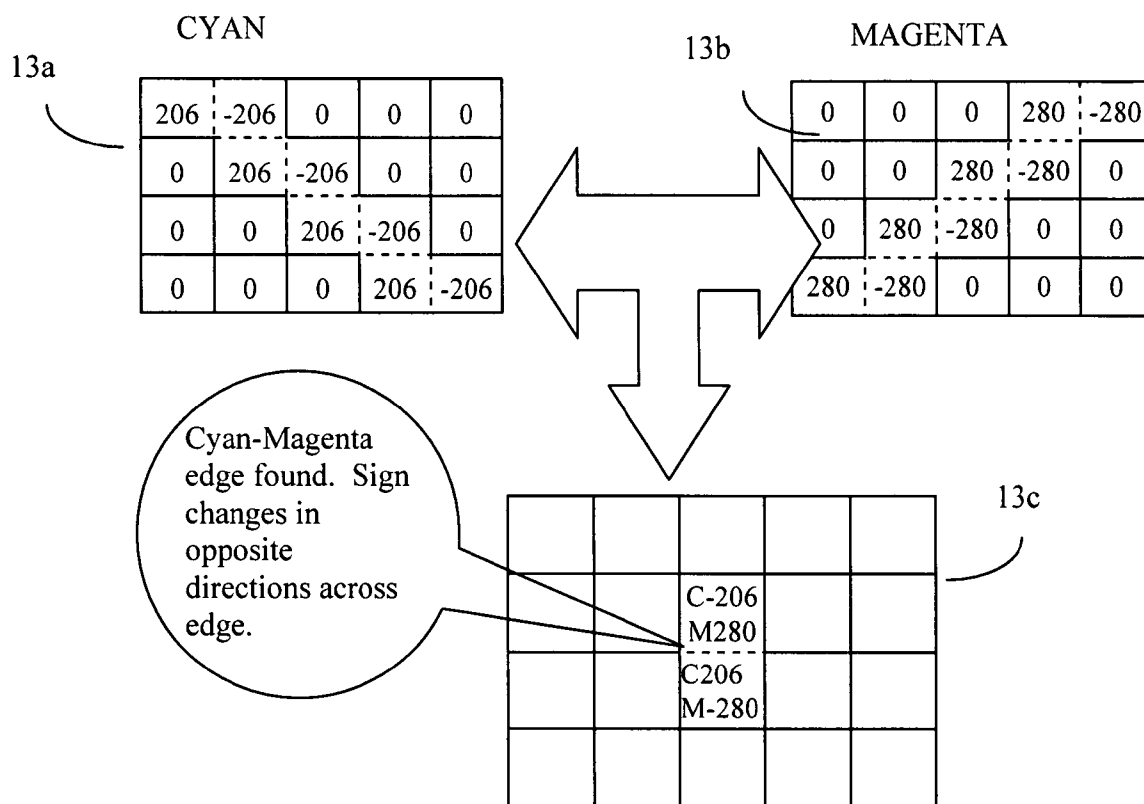 CYAN
MAGENTA
13a
13b
206 -206 0 0 0
0 206 -206 0 0
0 0 206 -206 0
0 0 0 206 -206
0 0 0 280 -280
0 0 280 -280 0
0 280 -280 0 0
280 -280 0 0 0
Cyan-Magenta
edge found. Sign
changes in
opposite
directions across
edge.
13c
C-206
M280
C206
M-280